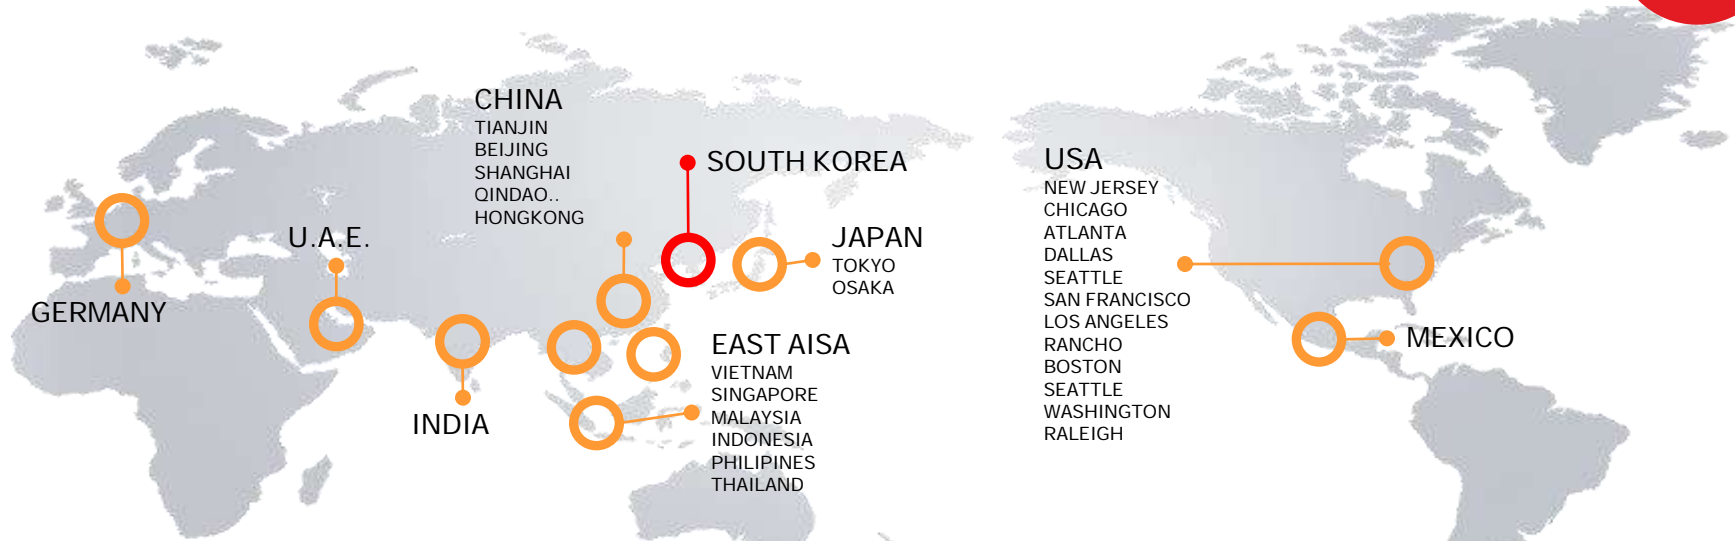 CHINA
TIANJIN
BEIJING
SHANGHAI
QINDAO..
HONGKONG
SOUTH KOREA
USA
NEW JERSEY
CHICAGO
ATLANTA
DALLAS
SEATTLE
SAN FRANCISCO
LOS ANGELES
RANCHO
BOSTON
SEATTLE
WASHINGTON
RALEIGH
U.A.E.
JAPAN
TOKYO
OSAKA
GERMANY
EAST AISA
VIETNAM
SINGAPORE
MALAYSIA
INDONESIA
PHILIPINES
THAILAND
MEXICO
INDIA